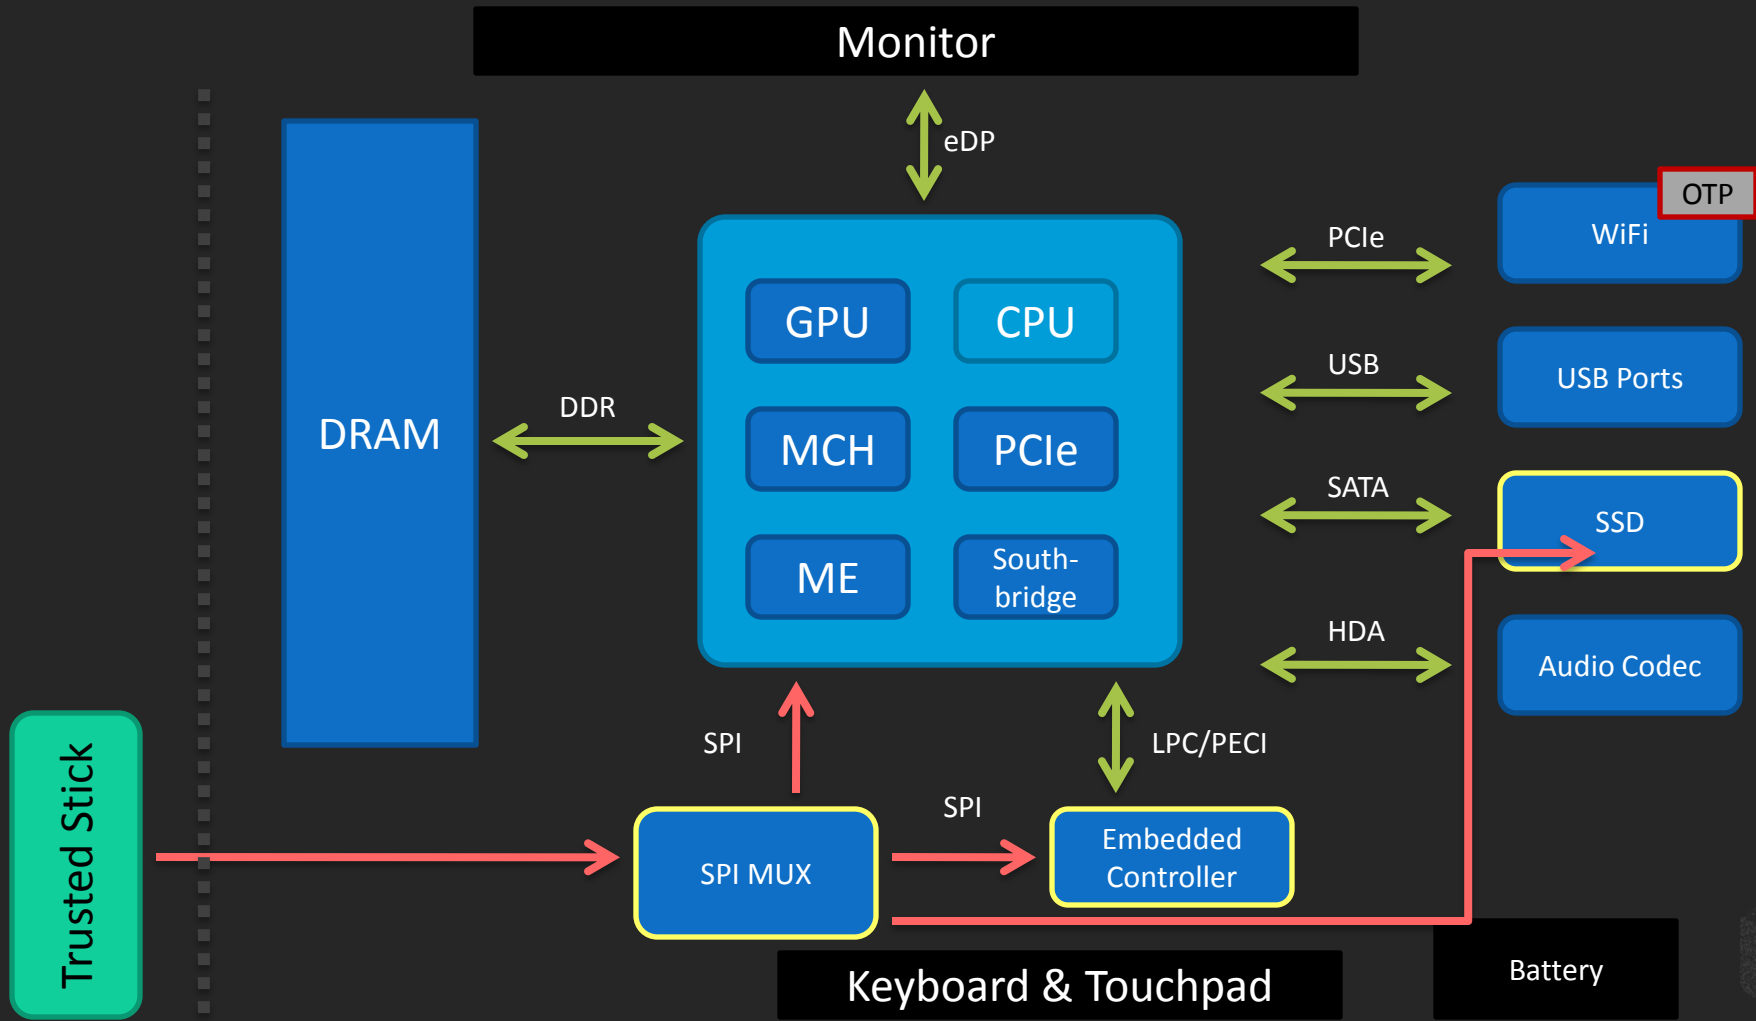 Monitor
eDP
OTP
WiFi
PCIe
GPU
CPU
USB
USB Ports
DRAM
DDR
MCH
PCIe
SATA
SSD
ME
South-
bridge
HDA
Audio Codec
SPI
LPC/PECI
Trusted Stick
SPI
SPI MUX
Embedded
Controller
Keyboard & Touchpad
Battery